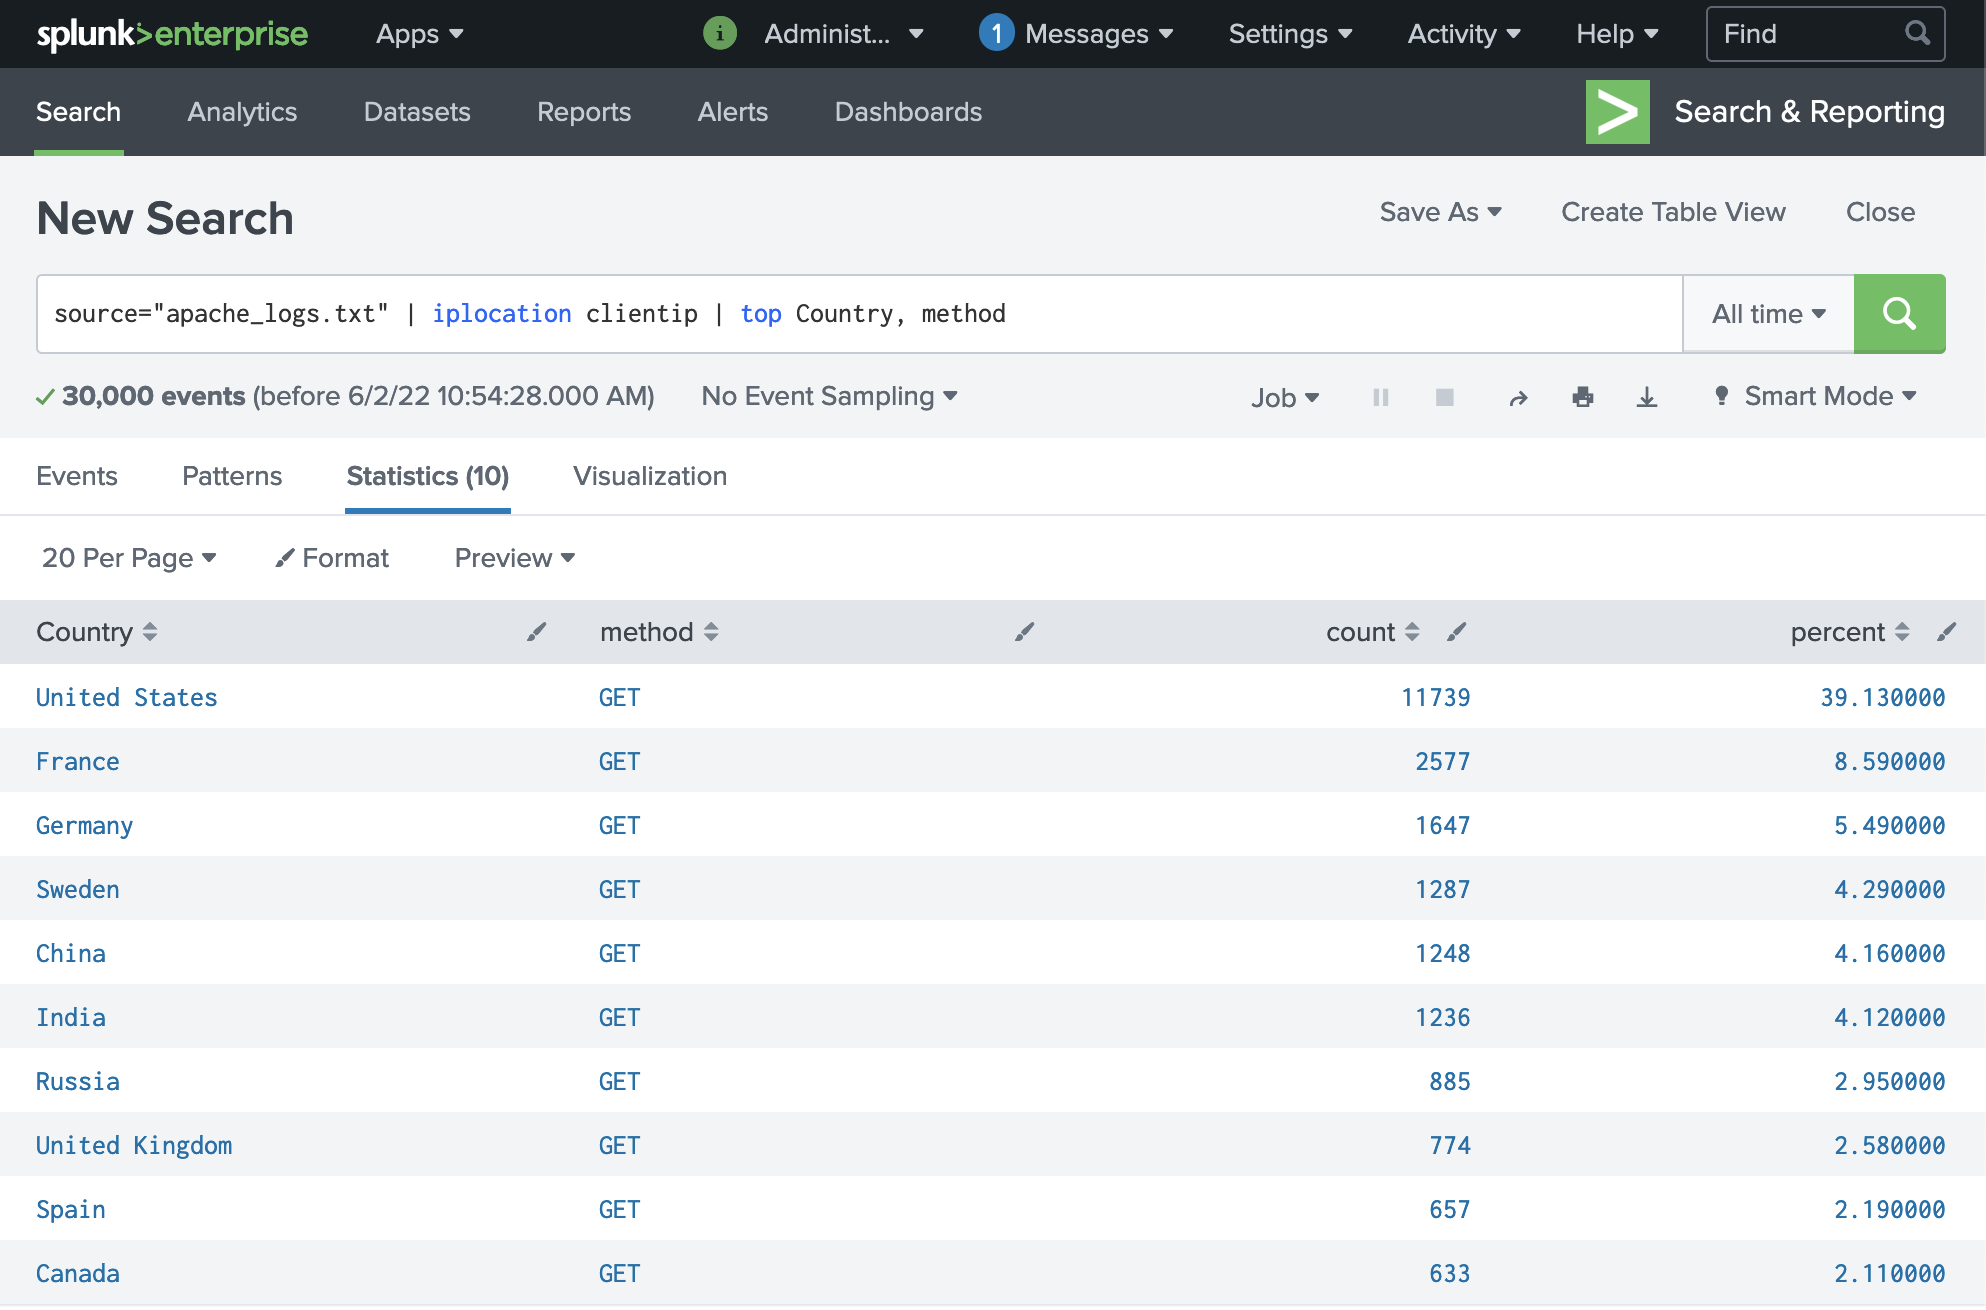 splunk>enterprise Apps i Administ... 1 Messages Settings Activity Help Find
Search Analytics Datasets Reports Alerts Dashboards > Search & Reporting
New Search Save As Create Table View Close
source="apache_logs.txt" | iplocation clientip | top Country, method All time
30,000 events (before 6/2/22 10:54:28.000 AM) No Event Sampling Job Smart Mode
Events Patterns Statistics (10) Visualization
20 Per Page Format Preview
Country method count percent
United States GET 11739 39.130000
France GET 2577 8.590000
Germany GET 1647 5.490000
Sweden GET 1287 4.290000
China GET 1248 4.160000
India GET 1236 4.120000
Russia GET 885 2.950000
United Kingdom GET 774 2.580000
Spain GET 657 2.190000
Canada GET 633 2.110000